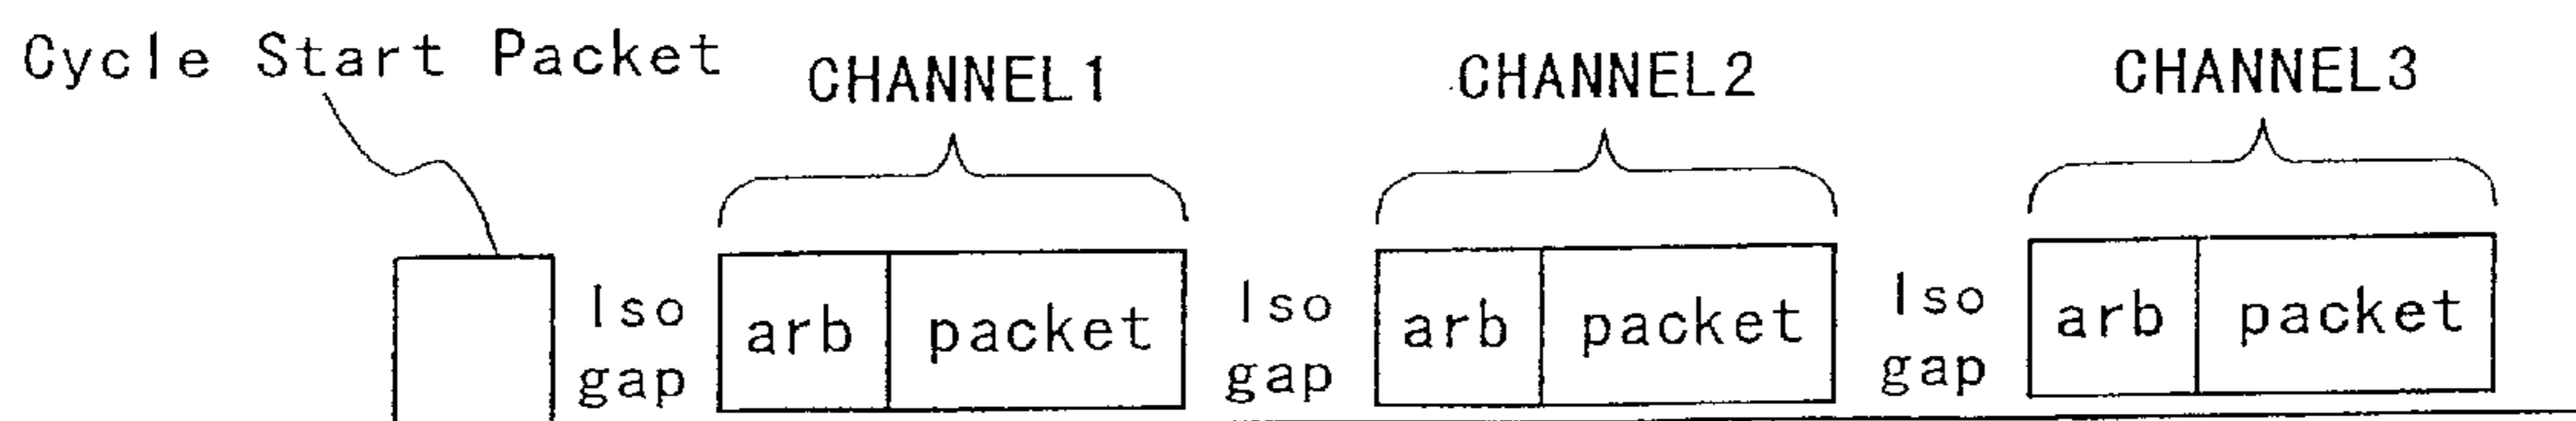 Cycle Start Packet
CHANNEL1
CHANNEL2
CHANNEL3
Iso
gap
arb
packet
Iso
gap
arb
packet
Iso
gap
arb
packet